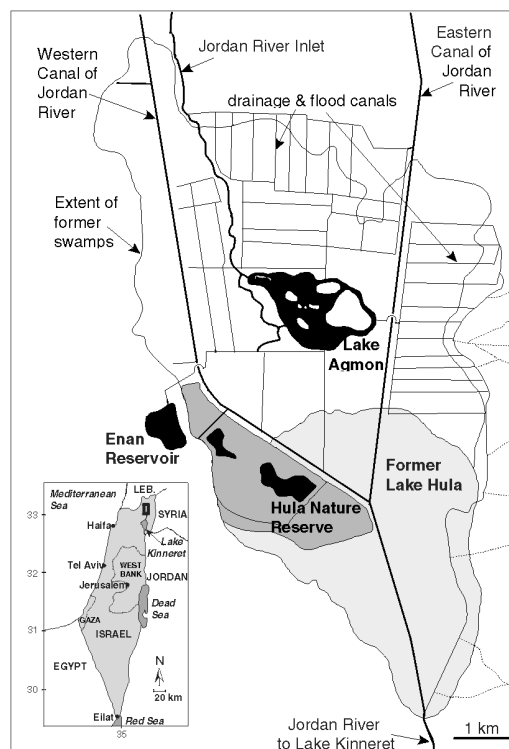 Western
Canal of
Jordan
River
Jordan River Inlet
Eastern
Canal of
Jordan
River
drainage & flood canals
Extent of
former
swamps
Lake
Agmon
Enan
Reservoir
Former
Lake Hula
Hula Nature
Reserve
Mediterranean
Sea
LEB.
SYRIA
33
Haifa
Lake
Kinneret
Tel Aviv
32
WEST
BANK
JORDAN
Jerusalem
Dead
Sea
GAZA
31
ISRAEL
EGYPT
N
30
20 km
Eilat
Red Sea
35
Jordan River
to Lake Kinneret
1 km